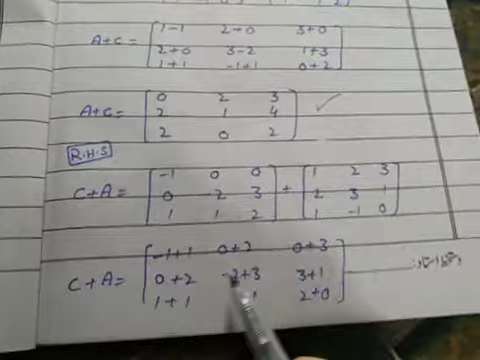 A+C = [ 1-1 2+0 3+0
2+0 3-2 1+3
1+1 -1+1 0+2 ]
A+C = [ 0 2 3
2 1 4
2 0 2 ] ✓
R.H.S
C+A = [ -1 0 0
0 -2 3
1 1 2 ] + [ 1 2 3
2 3 1
1 -1 0 ]
C+A = [ -1+1 0+2 0+3
0+2 -2+3 3+1
1+1 1 2+0 ]